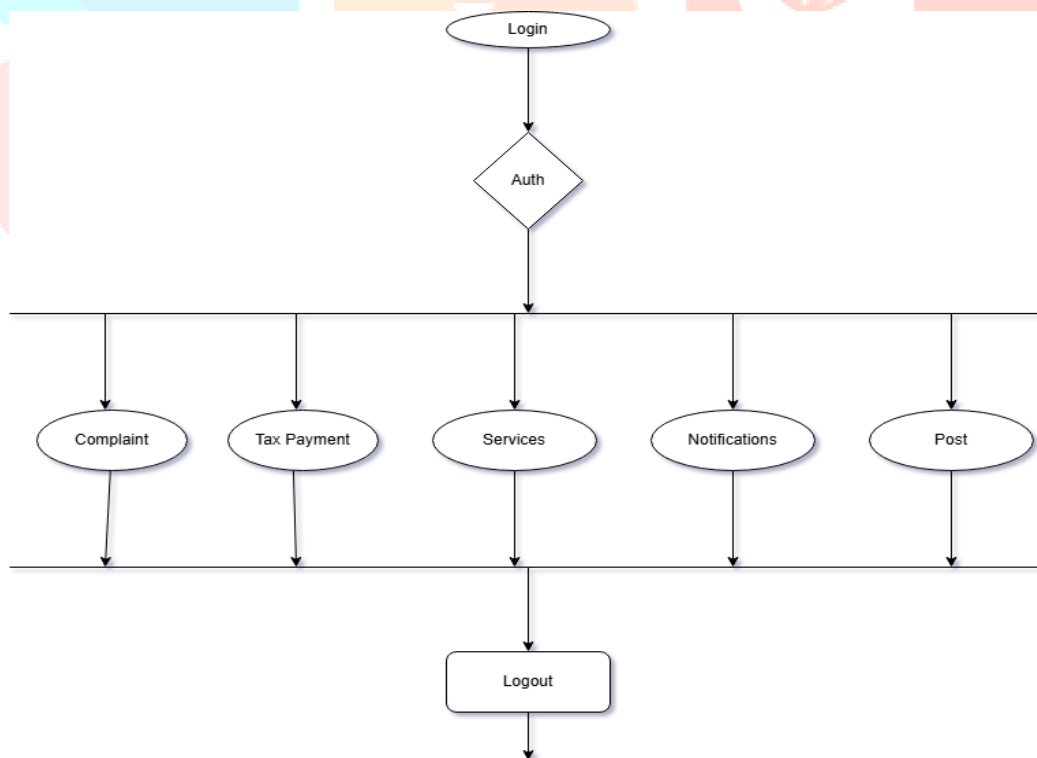 Login
Auth
Complaint
Tax Payment
Services
Notifications
Post
Logout